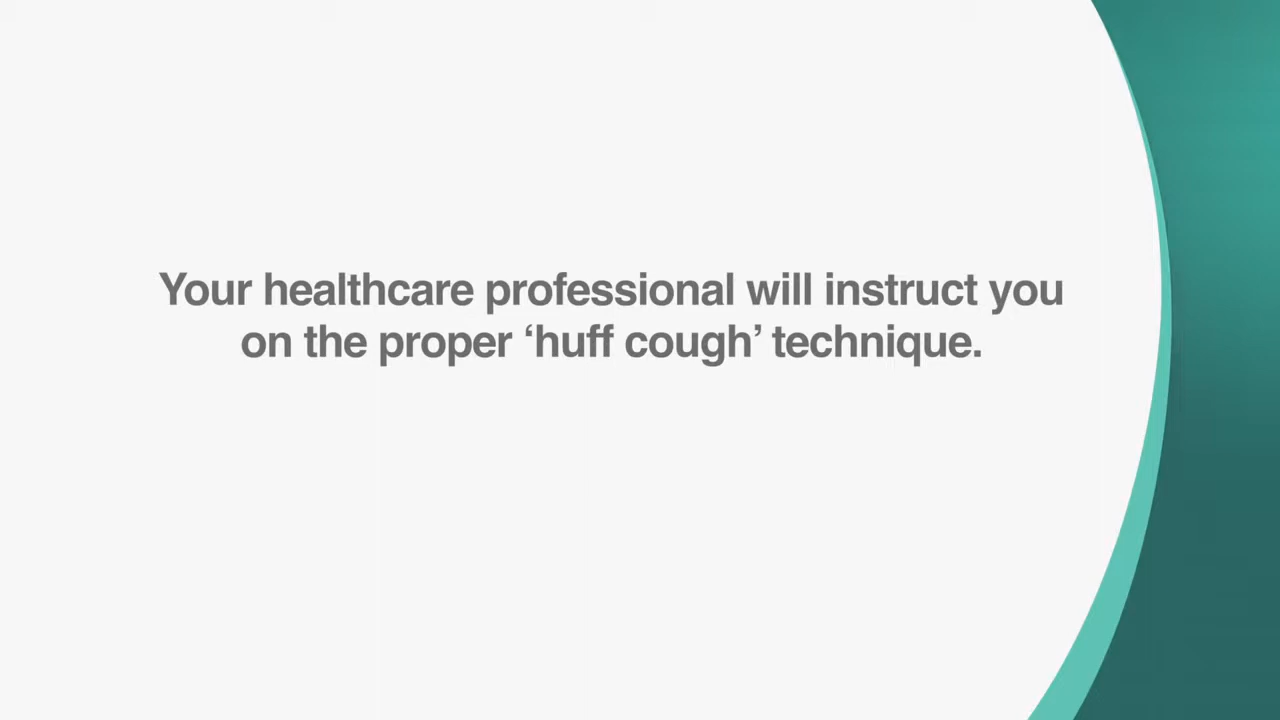 Your healthcare professional will instruct you
on the proper ‘huff cough’ technique.